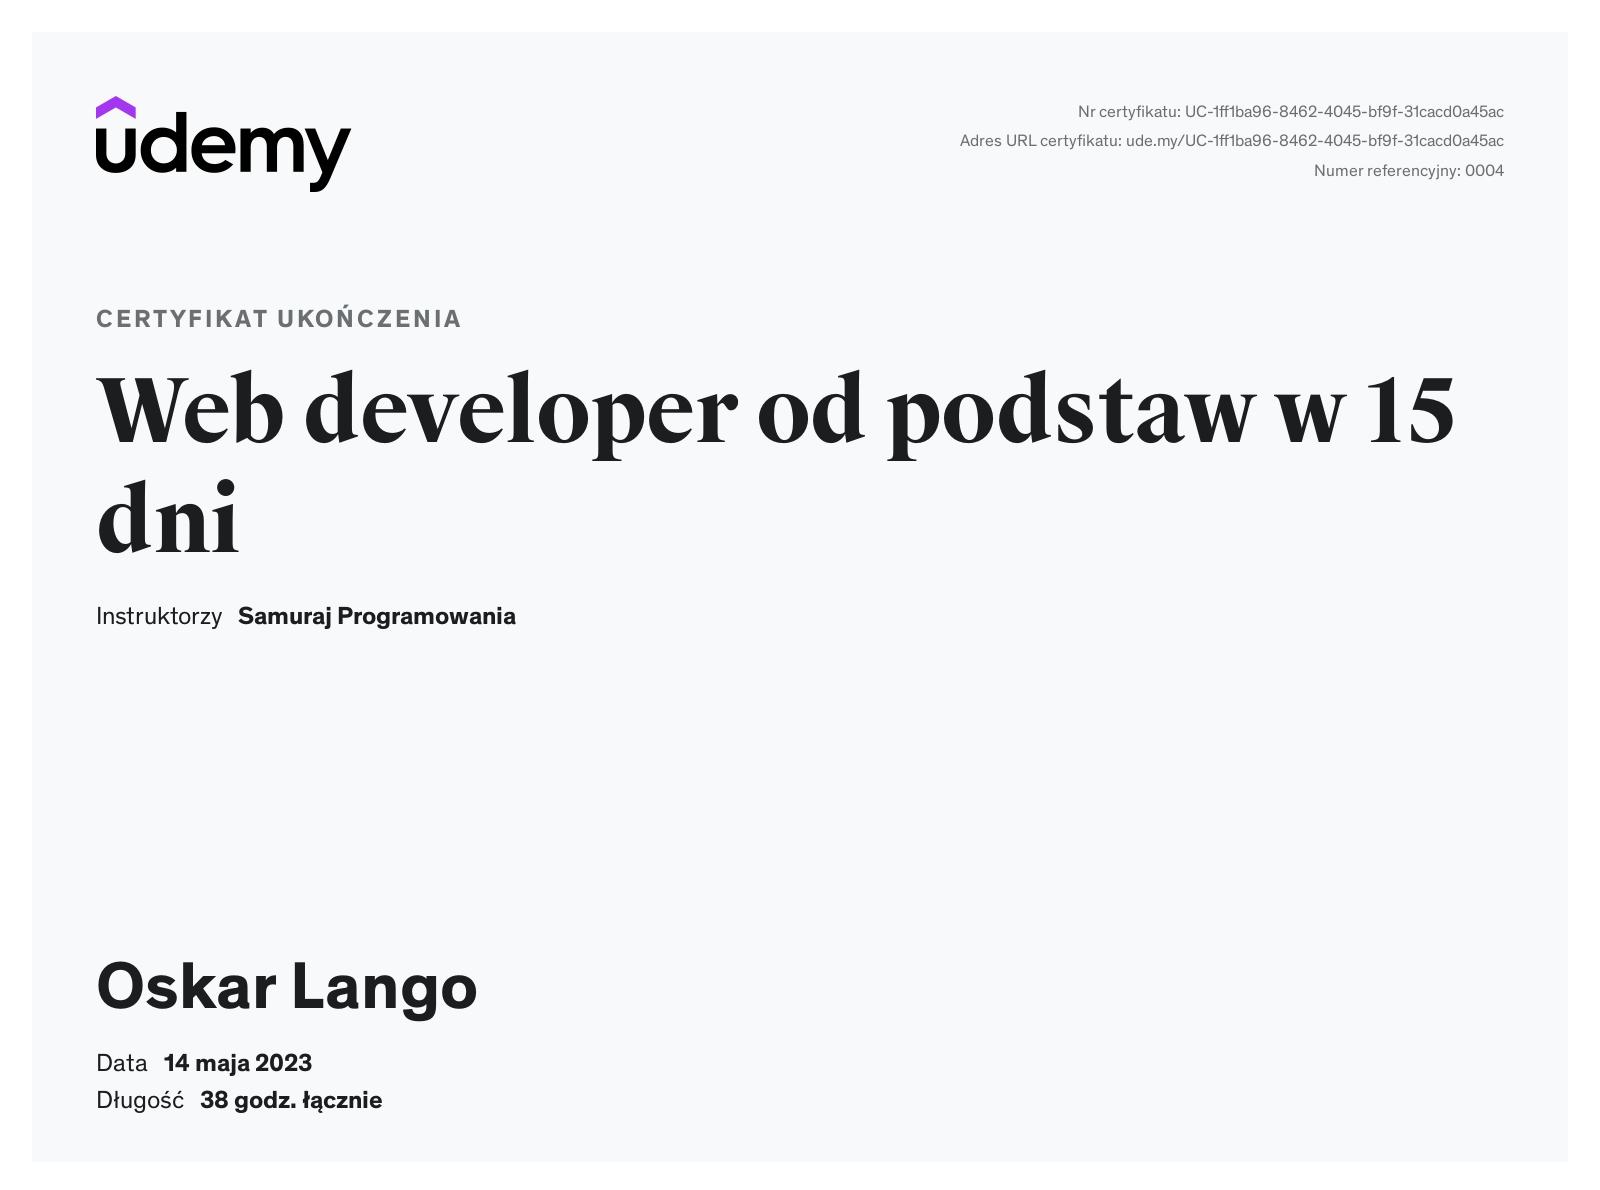 udemy
Nr certyfikatu: UC-1ff1ba96-8462-4045-bf9f-31cacd0a45ac
Adres URL certyfikatu: ude.my/UC-1ff1ba96-8462-4045-bf9f-31cacd0a45ac
Numer referencyjny: 0004
CERTYFIKAT UKOŃCZENIA
Web developer od podstaw w 15
dni
Instruktorzy Samuraj Programowania
Oskar Lango
Data 14 maja 2023
Długość 38 godz. łącznie